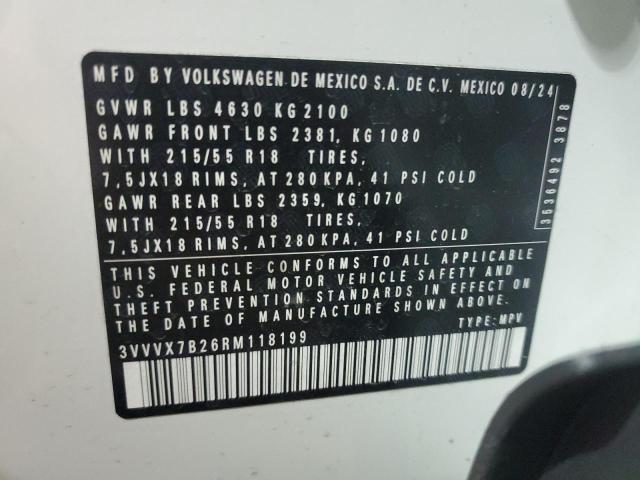 MFD BY VOLKSWAGEN DE MEXICO S.A. DE C.V. MEXICO 08/24
GVWR LBS 4630 KG 2100
GAWR FRONT LBS 2381, KG 1080
WITH 215/55 R18 TIRES,
7,5JX18 RIMS, AT 280 KPA, 41 PSI COLD
GAWR REAR LBS 2359, KG 1070
WITH 215/55 R18 TIRES,
7,5JX18 RIMS, AT 280 KPA, 41 PSI COLD
THIS VEHICLE CONFORMS TO ALL APPLICABLE
U.S. FEDERAL MOTOR VEHICLE SAFETY AND
THEFT PREVENTION STANDARDS IN EFFECT ON
THE DATE OF MANUFACTURE SHOWN ABOVE.
TYPE: MPV
3VVVX7B26RM118199
3536492 3878